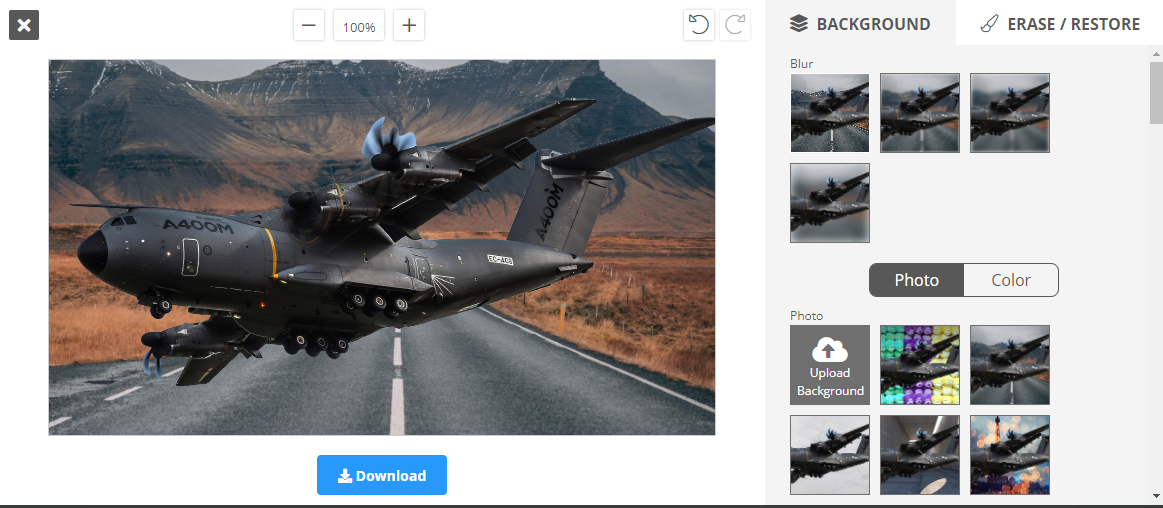 100%
BACKGROUND
ERASE / RESTORE
Blur
A400M
A400M
Photo
Color
Photo
Upload
Background
Download